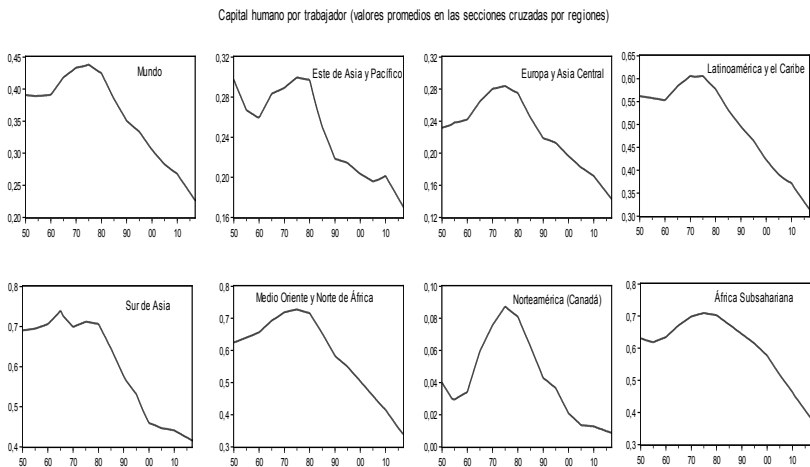 Capital humano por trabajador (valores promedios en las secciones cruzadas por regiones)
Mundo
0,45
0,40
0,35
0,30
0,25
0,20
50 60 70 80 90 00 10
Este de Asia y Pacífico
0,32
0,28
0,24
0,20
0,16
50 60 70 80 90 00 10
Europa y Asia Central
0,32
0,28
0,24
0,20
0,16
0,12
50 60 70 80 90 00 10
Latinoamérica y el Caribe
0,65
0,60
0,55
0,50
0,45
0,40
0,35
0,30
50 60 70 80 90 00 10
Sur de Asia
0,8
0,7
0,6
0,5
0,4
50 60 70 80 90 00 10
Medio Oriente y Norte de África
0,8
0,7
0,6
0,5
0,4
0,3
50 60 70 80 90 00 10
Norteamérica (Canadá)
0,10
0,08
0,06
0,04
0,02
0,00
50 60 70 80 90 00 10
África Subsahariana
0,8
0,7
0,6
0,5
0,4
0,3
50 60 70 80 90 00 10